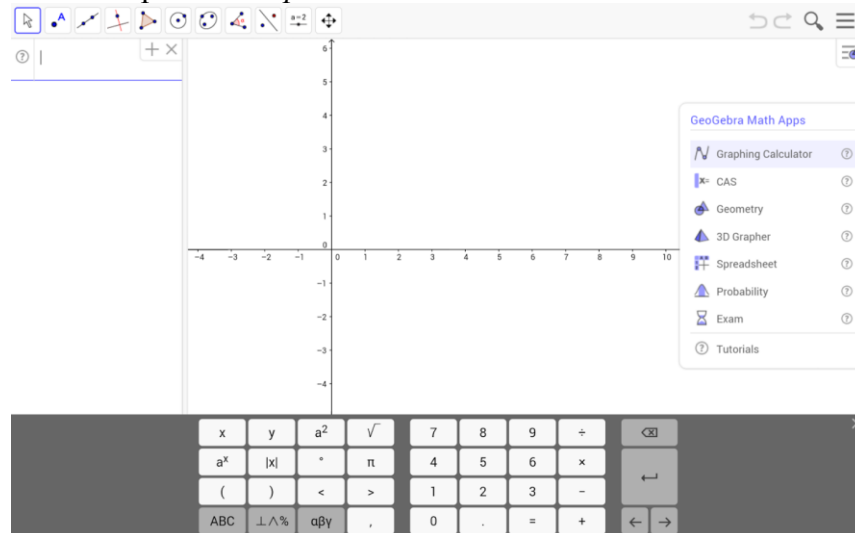 A
a=2
6
5
4
3
2
1
0
-4 -3 -2 -1 0 1 2 3 4 5 6 7 8 9 10
-1
-2
-3
-4
GeoGebra Math Apps
Graphing Calculator
x= CAS
Geometry
3D Grapher
Spreadsheet
Probability
Exam
Tutorials
x y a² √ 7 8 9 ÷
aˣ |x| ° π 4 5 6 ×
( ) < > 1 2 3 −
ABC ⊥∧% αβγ , 0 . = + ← →